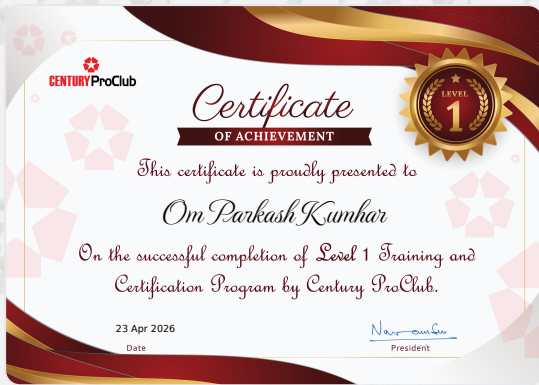 CENTURY ProClub
Certificate
OF ACHIEVEMENT
LEVEL
1
This certificate is proudly presented to
Om Parkash Kumhar
On the successful completion of Level 1 Training and
Certification Program by Century ProClub.
23 Apr 2026
Date
President